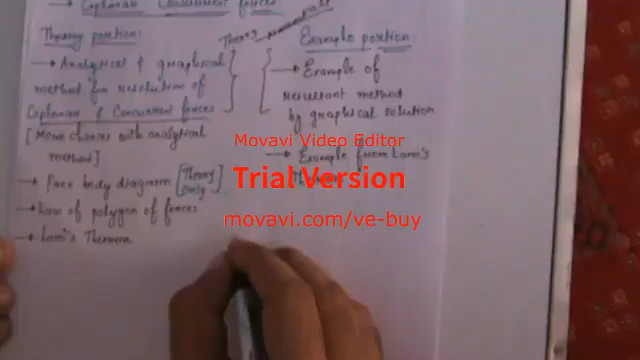 → Coplanar Concurrent forces
Theory portion:
→ Analytical & graphical
method for resolution of
Coplanar & Concurrent forces
[More chances with analytical
method]
→ Free body diagram [Theory
only]
→ Law of polygon of forces
→ Lami's Theorem
Theory
Example portion:
→ Example of
resultant method
by graphical solution
→ Example from Lami's
Theorem
Movavi Video Editor
Trial Version
movavi.com/ve-buy